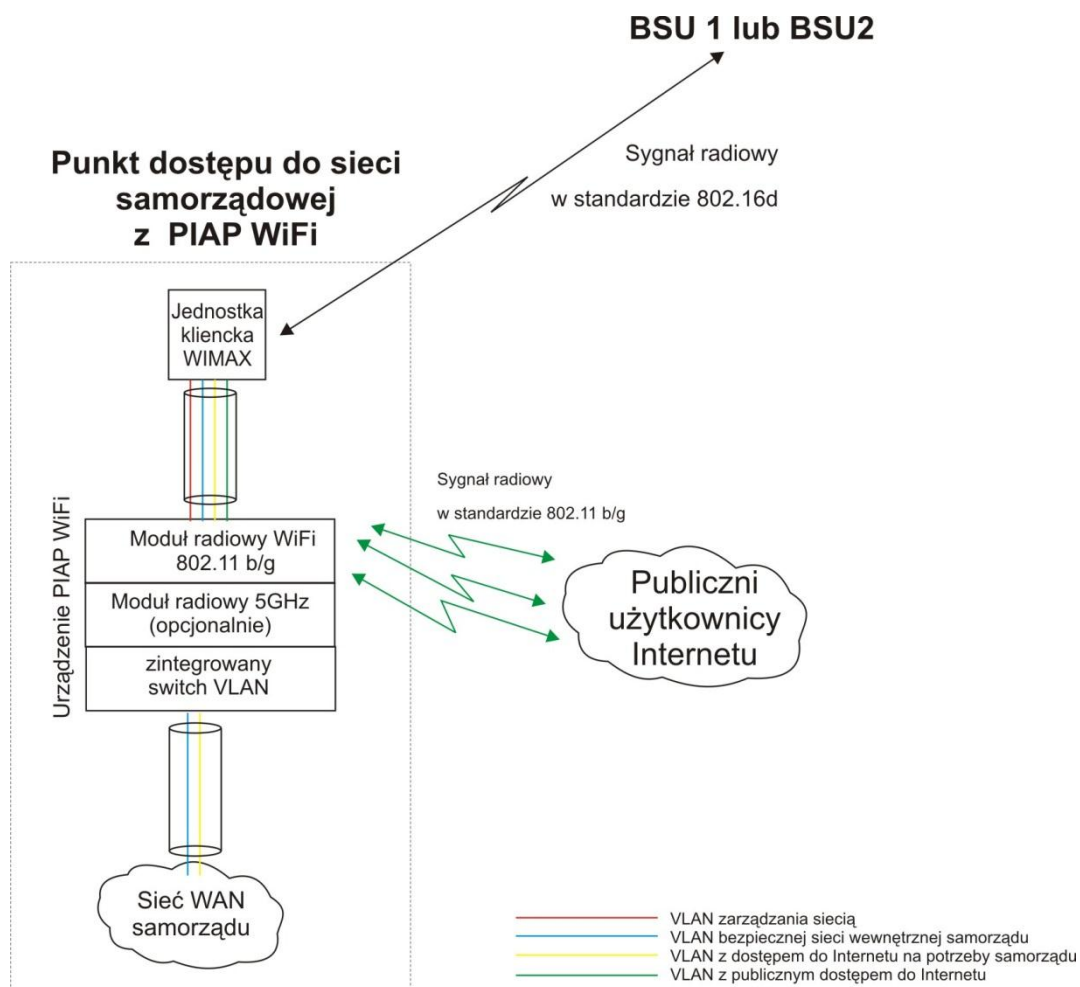 BSU 1 lub BSU2
Sygnał radiowy
w standardzie 802.16d
Punkt dostępu do sieci
samorządowej
z PIAP WiFi
Jednostka
kliencka
WIMAX
Urządzenie PIAP WiFi
Moduł radiowy WiFi
802.11 b/g
Moduł radiowy 5GHz
(opcjonalnie)
zintegrowany
switch VLAN
Sygnał radiowy
w standardzie 802.11 b/g
Publiczni
użytkownicy
Internetu
Sieć WAN
samorządu
VLAN zarządzania siecią
VLAN bezpiecznej sieci wewnętrznej samorządu
VLAN z dostępem do Internetu na potrzeby samorządu
VLAN z publicznym dostępem do Internetu